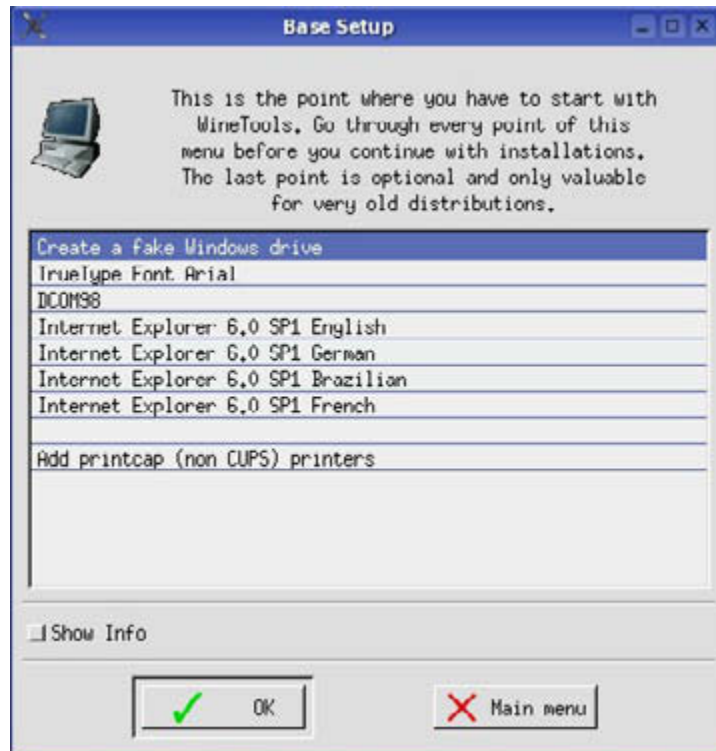 Base Setup
This is the point where you have to start with
WineTools. Go through every point of this
menu before you continue with installations.
The last point is optional and only valuable
for very old distributions.
Create a fake Windows drive
TrueType Font Arial
DCOM98
Internet Explorer 6.0 SP1 English
Internet Explorer 6.0 SP1 German
Internet Explorer 6.0 SP1 Brazilian
Internet Explorer 6.0 SP1 French
Add printcap (non CUPS) printers
Show Info
OK
Main menu